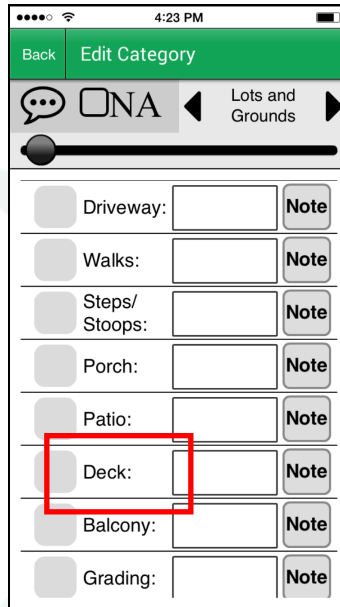 4:23 PM
Back Edit Category
NA Lots and
Grounds
Driveway: Note
Walks: Note
Steps/
Stoops: Note
Porch: Note
Patio: Note
Deck: Note
Balcony: Note
Grading: Note